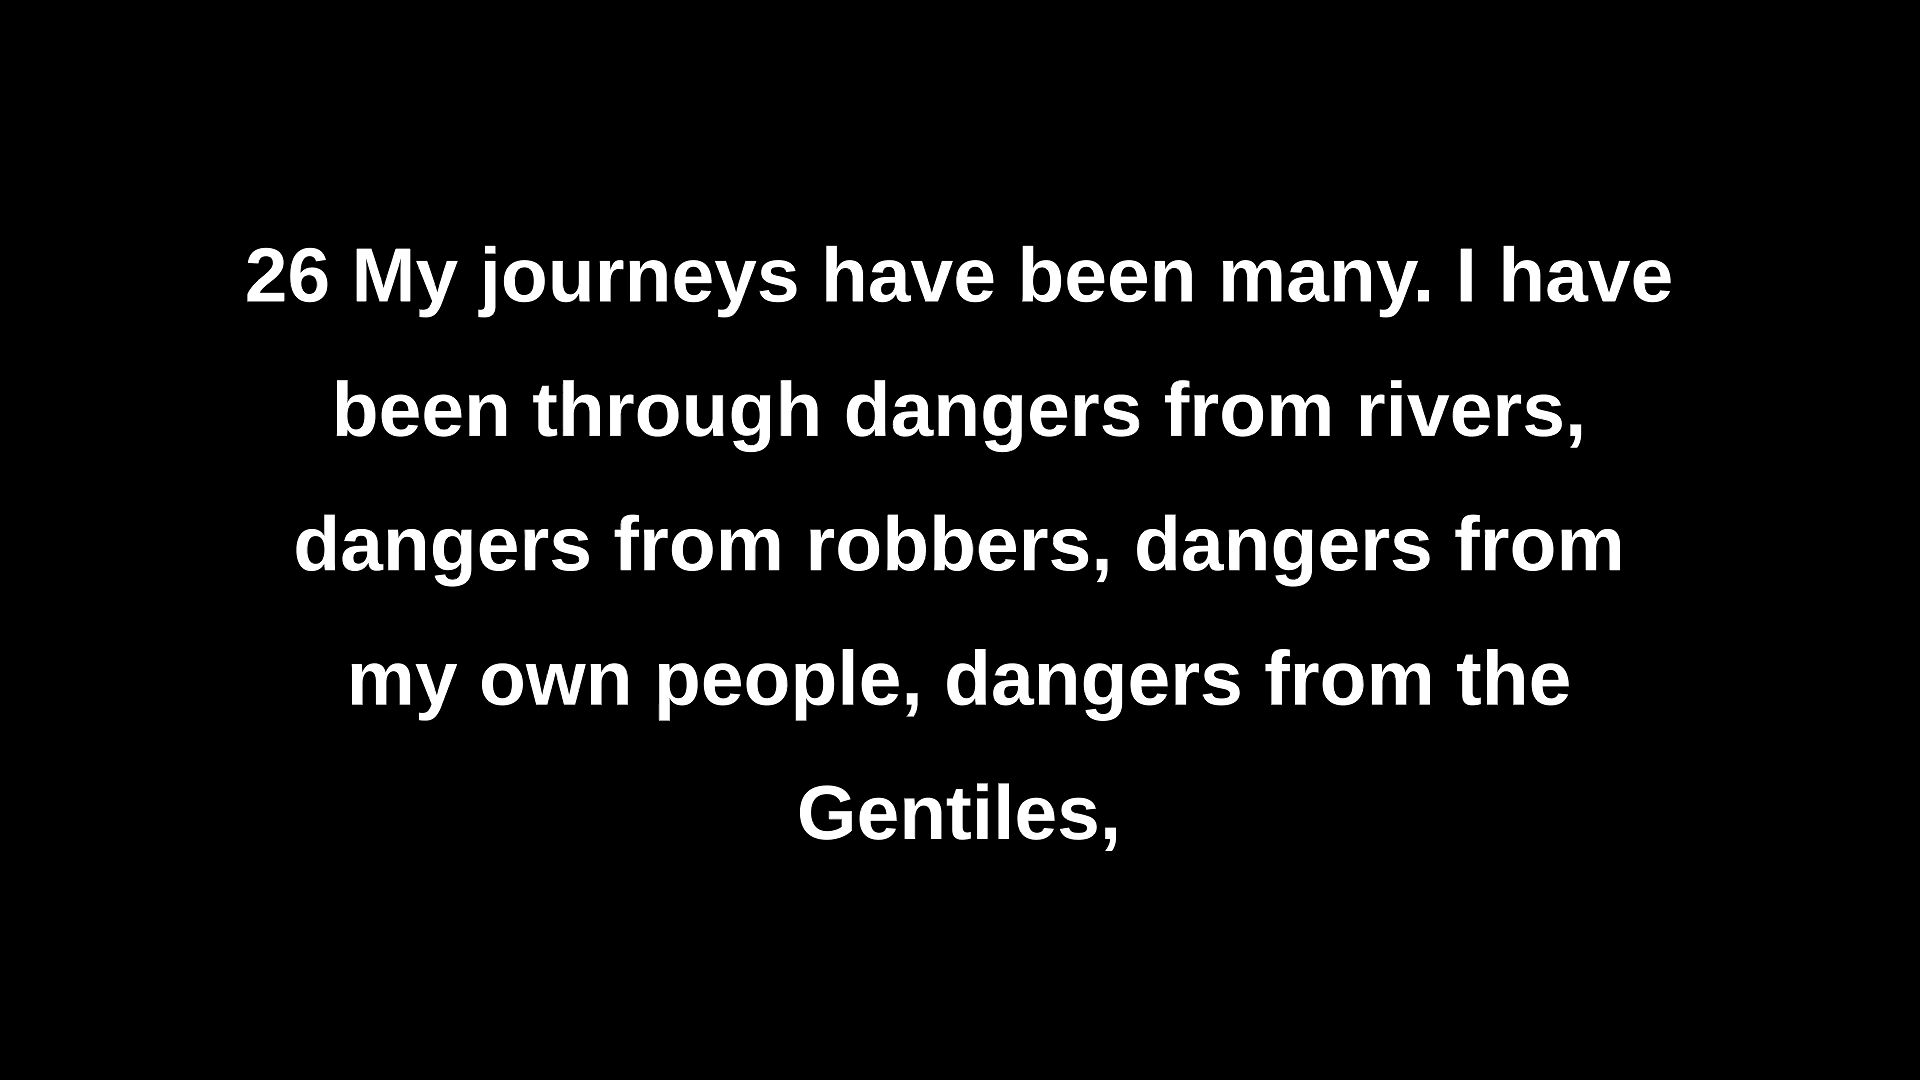 26 My journeys have been many. I have
been through dangers from rivers,
dangers from robbers, dangers from
my own people, dangers from the
Gentiles,